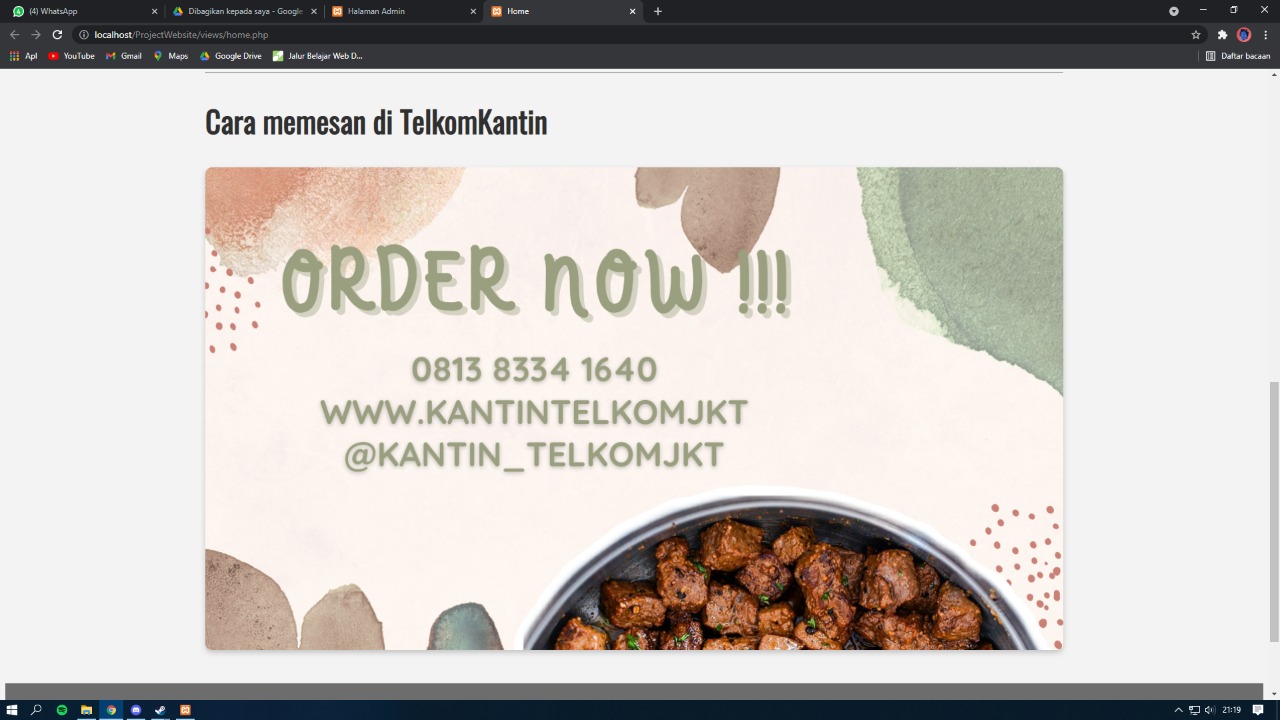 (4) WhatsApp
Dibagikan kepada saya - Google
Halaman Admin
Home
localhost/ProjectWebsite/views/home.php
Apl
YouTube
Gmail
Maps
Google Drive
Jalur Belajar Web D...
Daftar bacaan
Cara memesan di TelkomKantin
ORDER NOW !!!
0813 8334 1640
WWW.KANTINTELKOMJKT
@KANTIN_TELKOMJKT
21:19